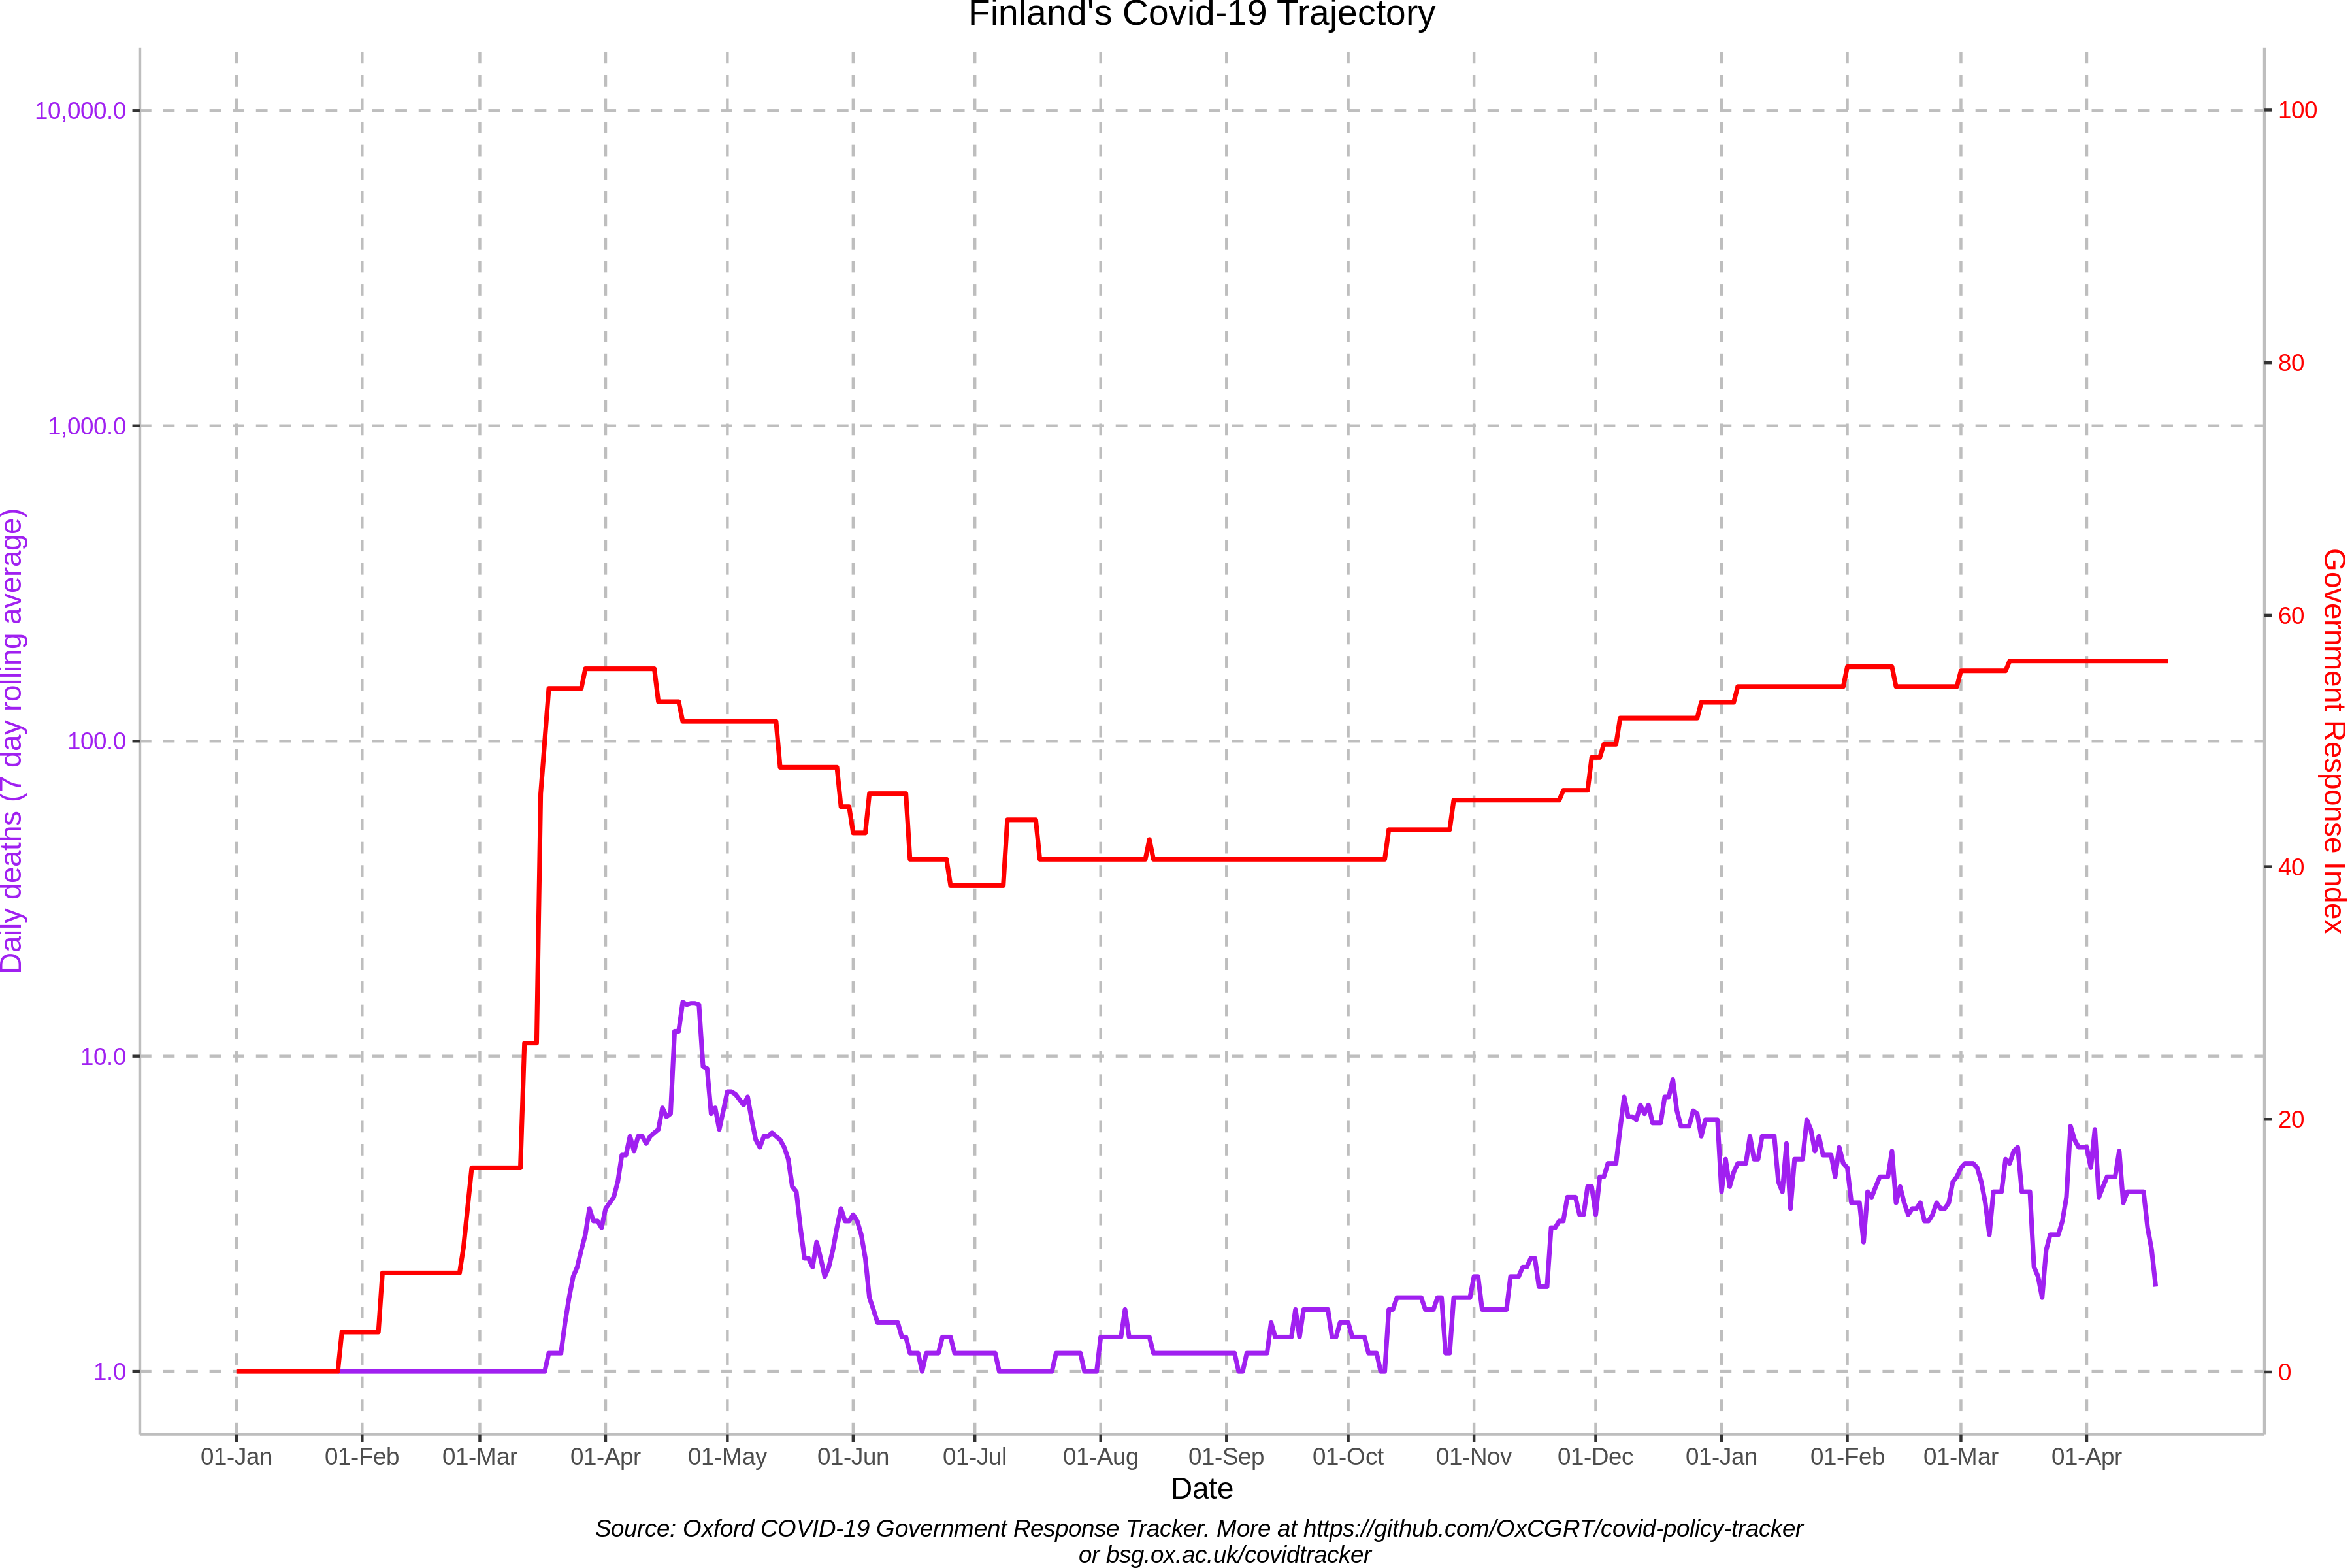 Finland's Covid-19 Trajectory
10,000.0
1,000.0
100.0
10.0
1.0
Daily deaths (7 day rolling average)
100
80
60
40
20
0
Government Response Index
01-Jan 01-Feb 01-Mar 01-Apr 01-May 01-Jun 01-Jul 01-Aug 01-Sep 01-Oct 01-Nov 01-Dec 01-Jan 01-Feb 01-Mar 01-Apr
Date
Source: Oxford COVID-19 Government Response Tracker. More at https://github.com/OxCGRT/covid-policy-tracker
or bsg.ox.ac.uk/covidtracker